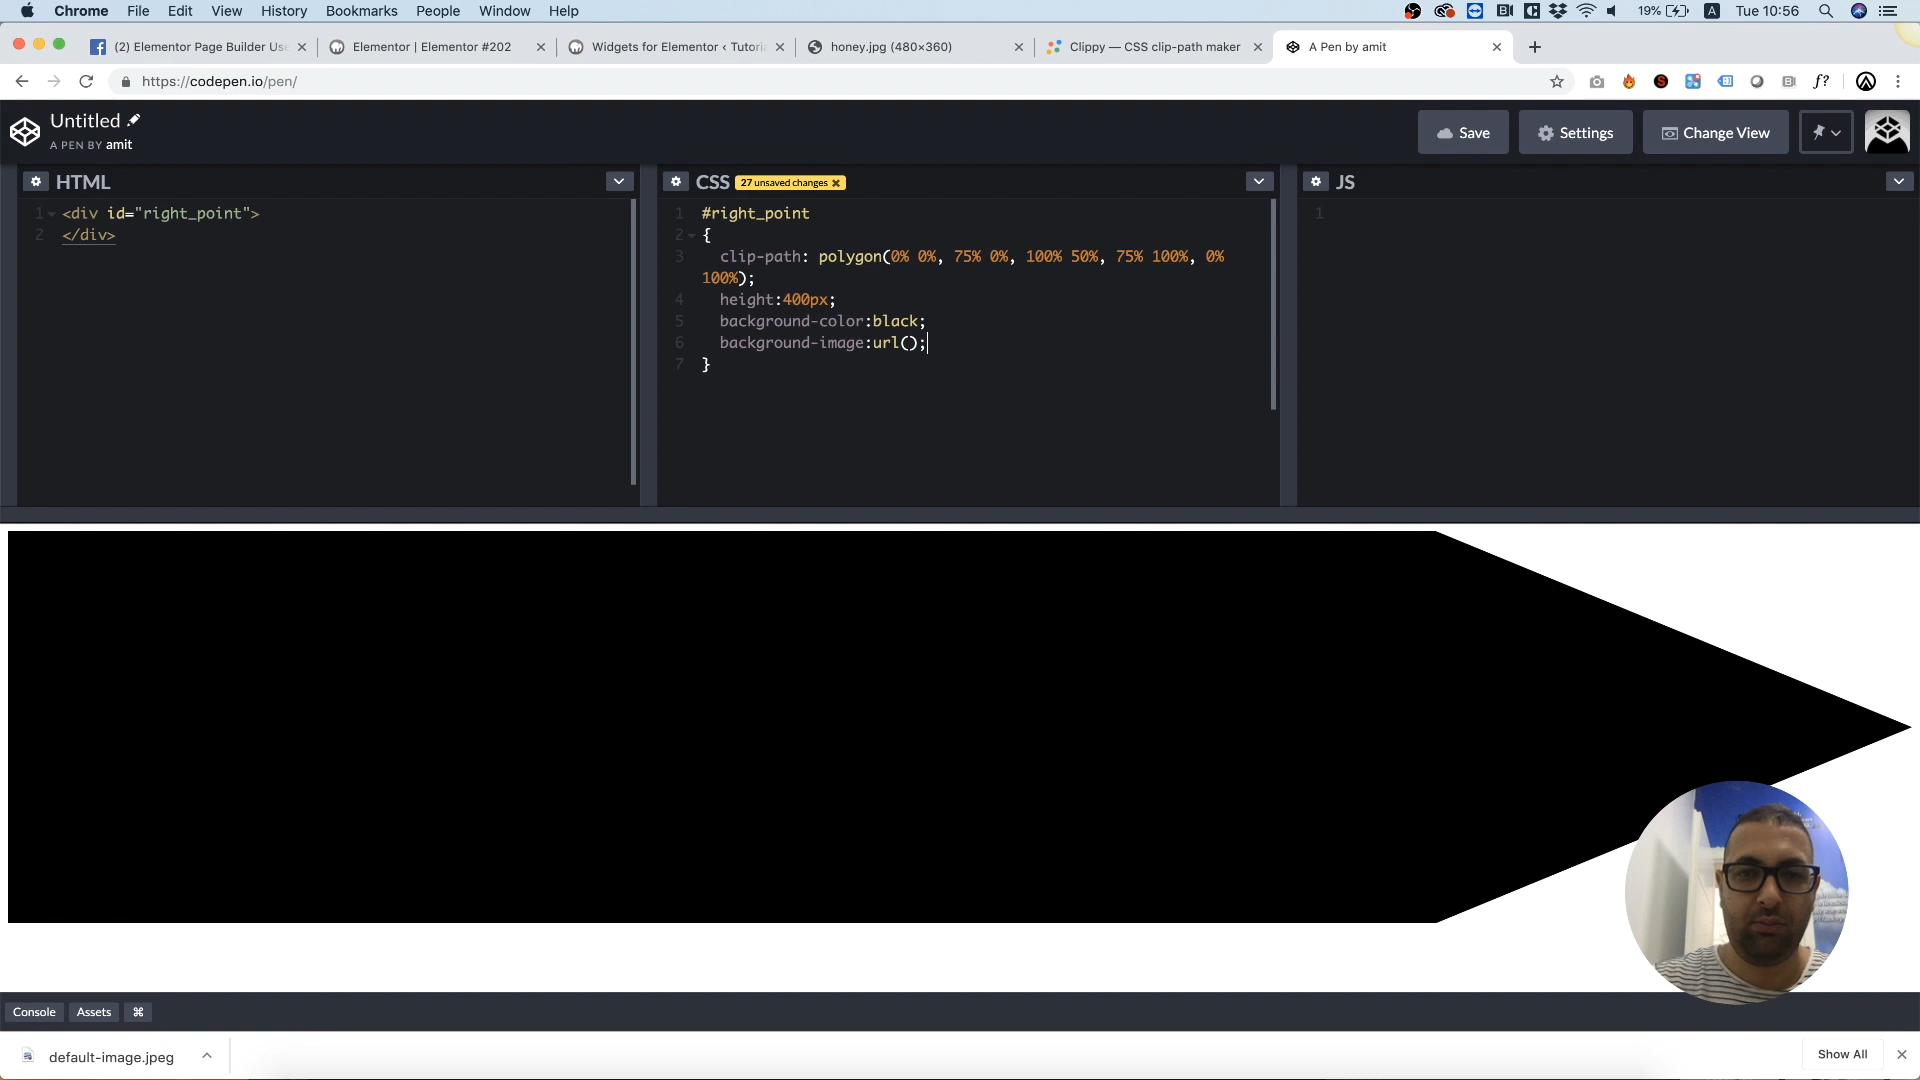 Chrome File Edit View History Bookmarks People Window Help 19% A Tue 10:56
(2) Elementor Page Builder Use
Elementor | Elementor #202
Widgets for Elementor ‹ Tutoria
honey.jpg (480×360)
Clippy — CSS clip-path maker
A Pen by amit
https://codepen.io/pen/
f?
Untitled
A PEN BY amit
Save
Settings
Change View
HTML
CSS 27 unsaved changes
JS
1 <div id="right_point">
2 </div>
1 #right_point
2 {
3 clip-path: polygon(0% 0%, 75% 0%, 100% 50%, 75% 100%, 0%
100%);
4 height:400px;
5 background-color:black;
6 background-image:url();
7 }
1
Console
Assets
⌘
default-image.jpeg
Show All